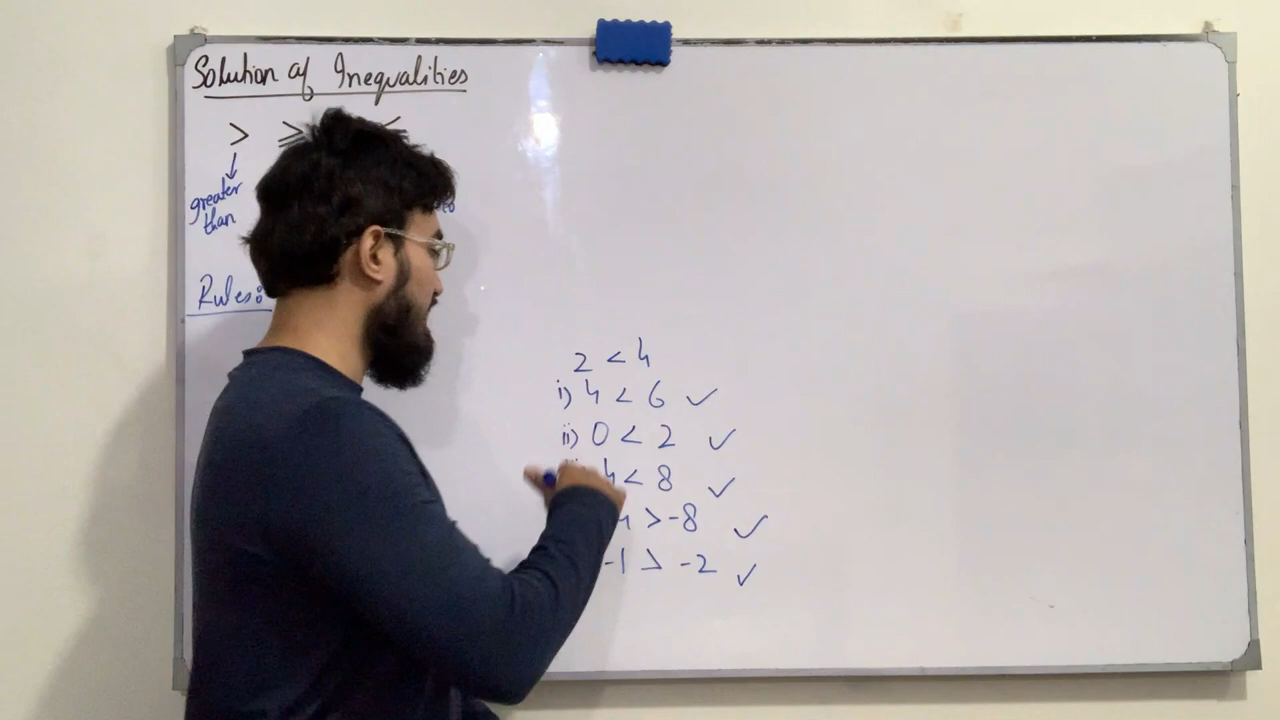 Solution of Inequalities
> ≥ <
greater
than
Rules:
2 < 4
i) 4 < 6 ✓
ii) 0 < 2 ✓
4 < 8 ✓
> -8 ✓
-1 > -2 ✓